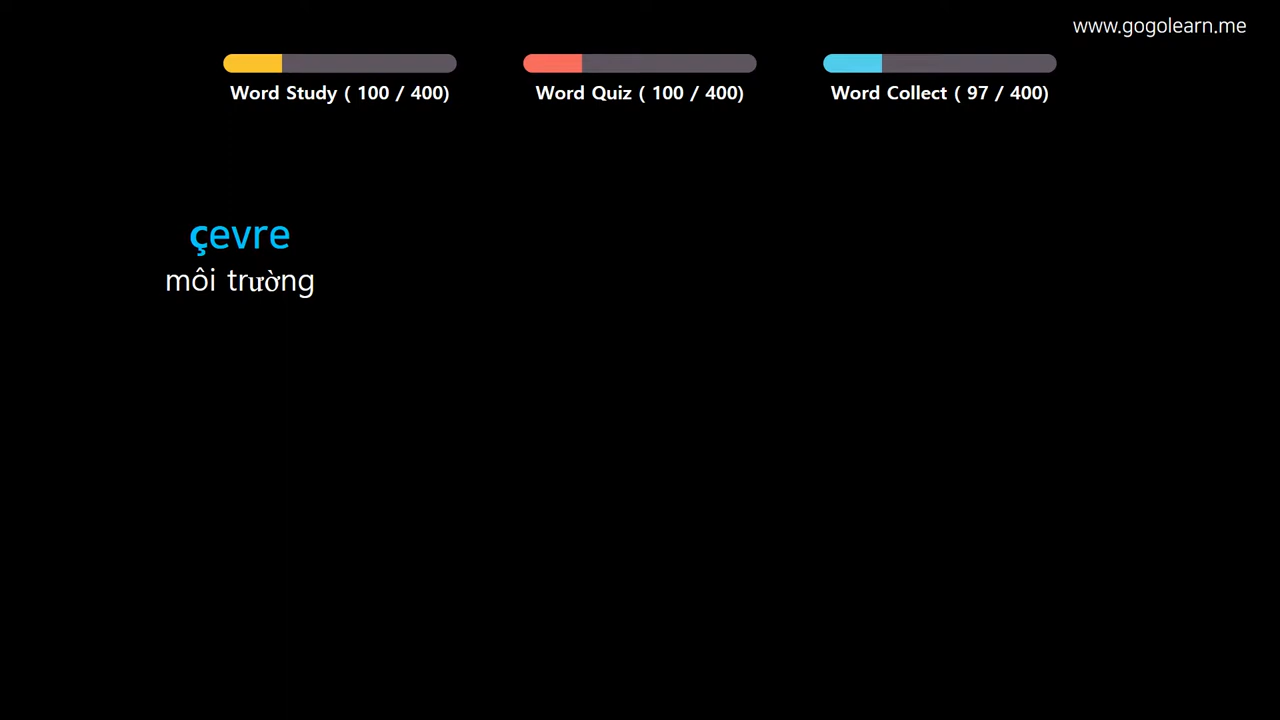 www.gogolearn.me
Word Study ( 100 / 400)
Word Quiz ( 100 / 400)
Word Collect ( 97 / 400)
çevre
môi trường